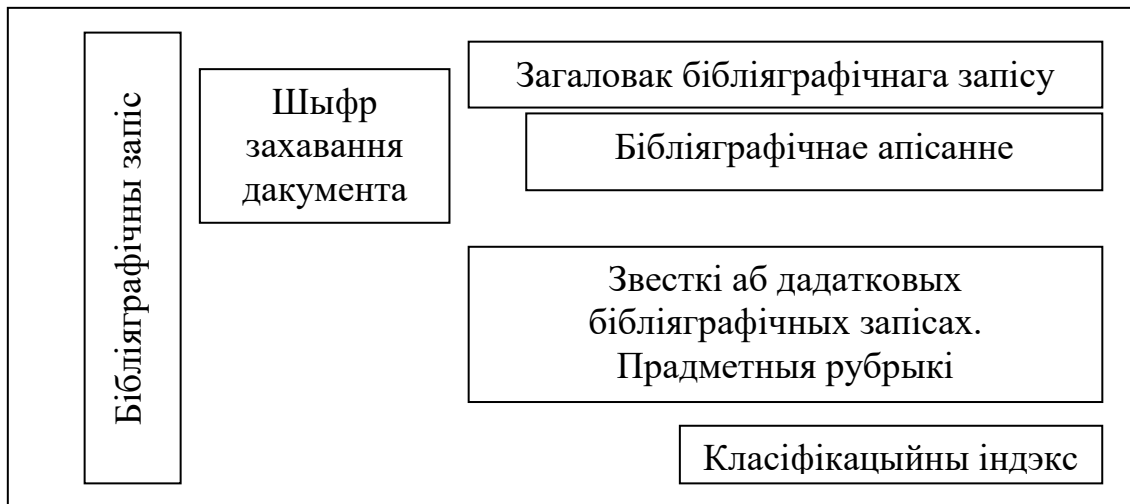 Бібліяграфічны запіс
Шыфр
захавання
дакумента
Загаловак бібліяграфічнага запісу
Бібліяграфічнае апісанне
Звесткі аб дадатковых
бібліяграфічных запісах.
Прадметныя рубрыкі
Класіфікацыйны індэкс